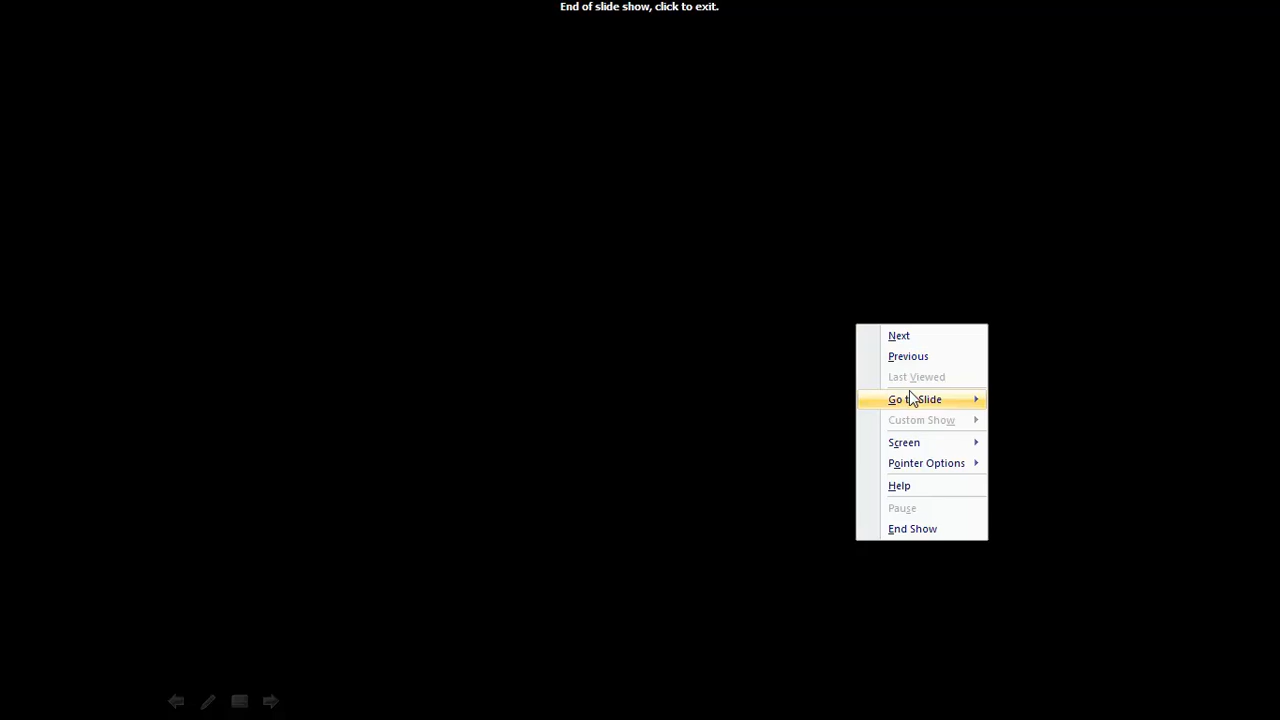 End of slide show, click to exit.
Next
Previous
Last Viewed
Go to Slide
Custom Show
Screen
Pointer Options
Help
Pause
End Show